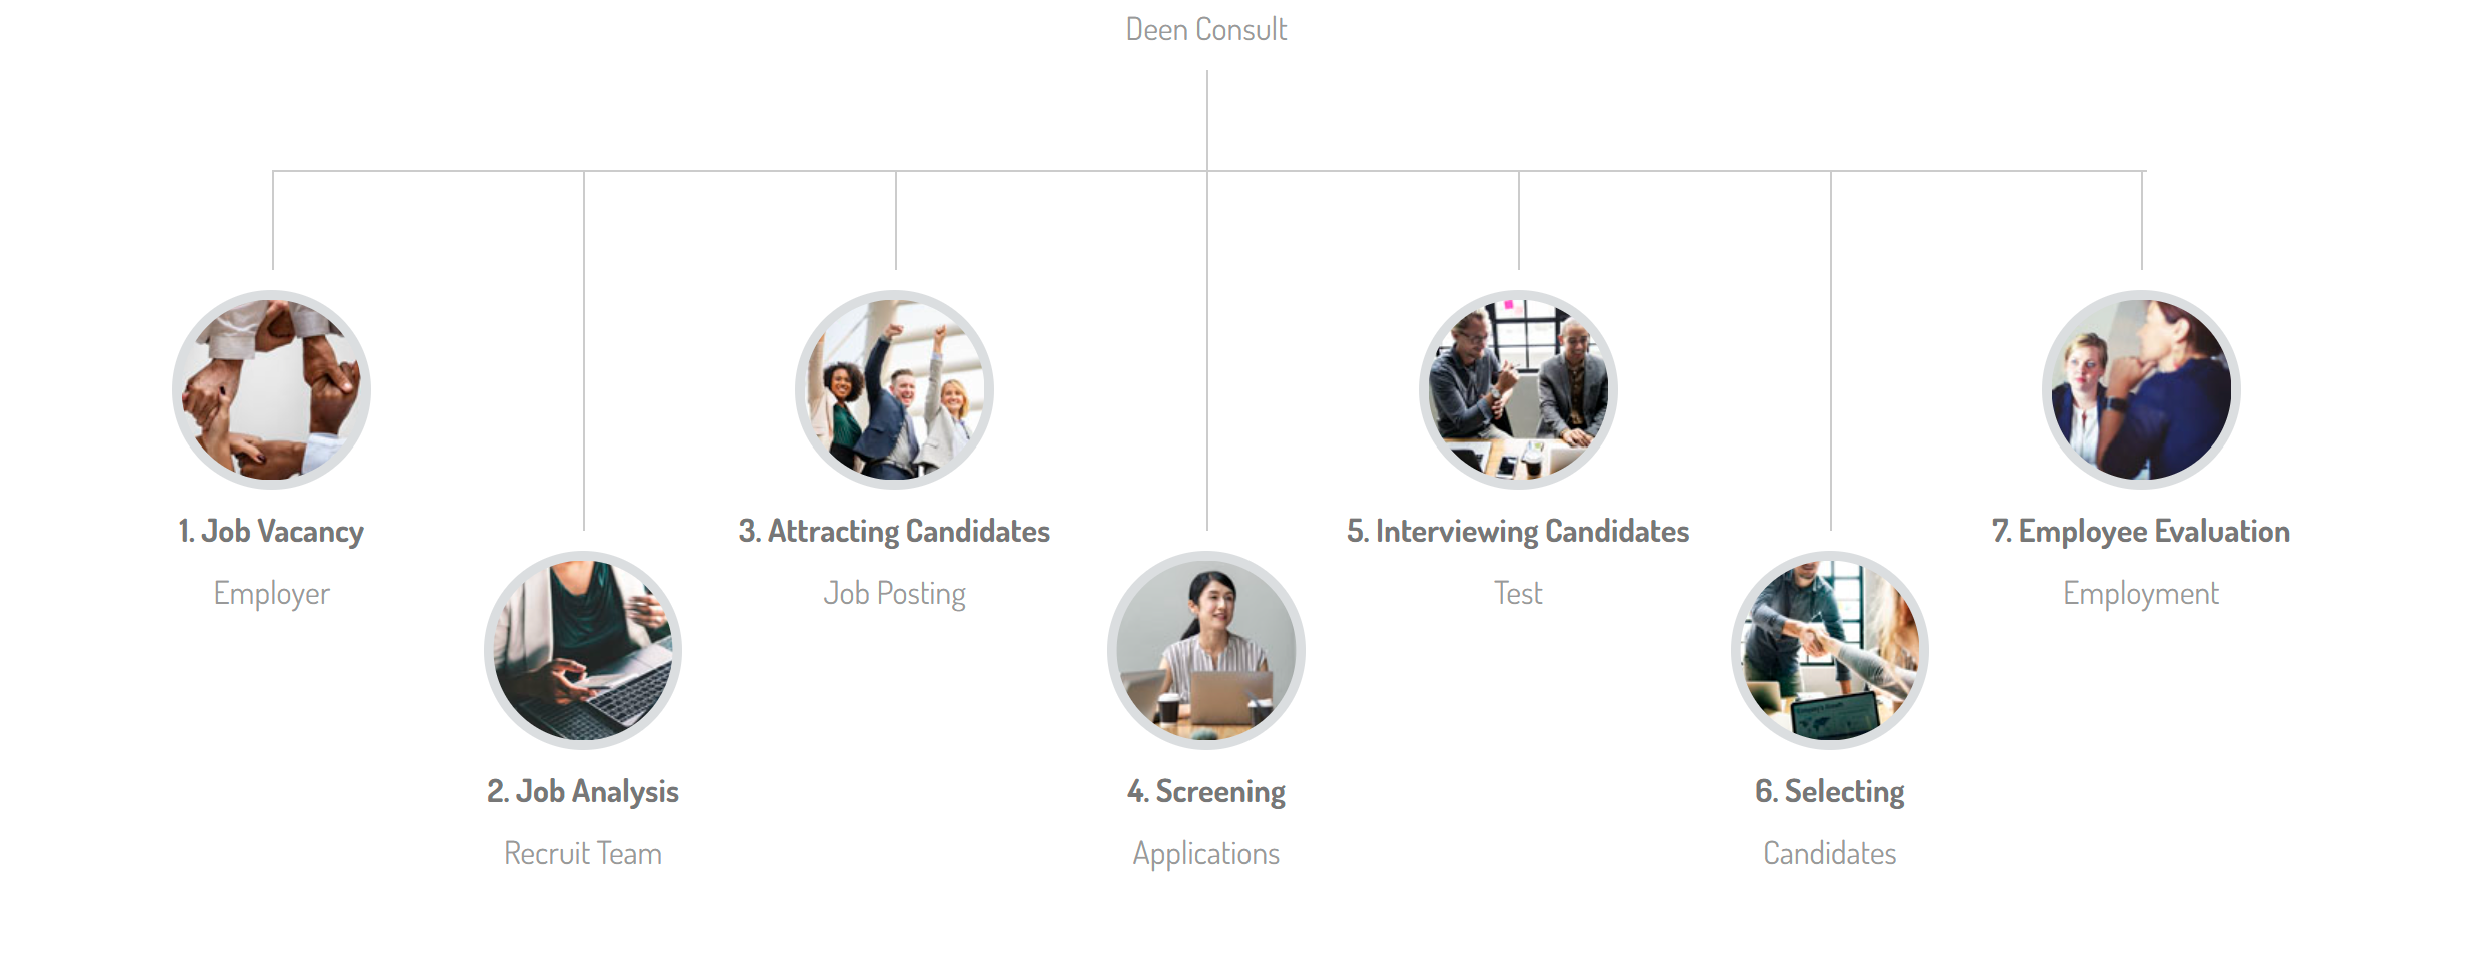 Deen Consult
1. Job Vacancy
Employer
2. Job Analysis
Recruit Team
3. Attracting Candidates
Job Posting
4. Screening
Applications
5. Interviewing Candidates
Test
6. Selecting
Candidates
7. Employee Evaluation
Employment